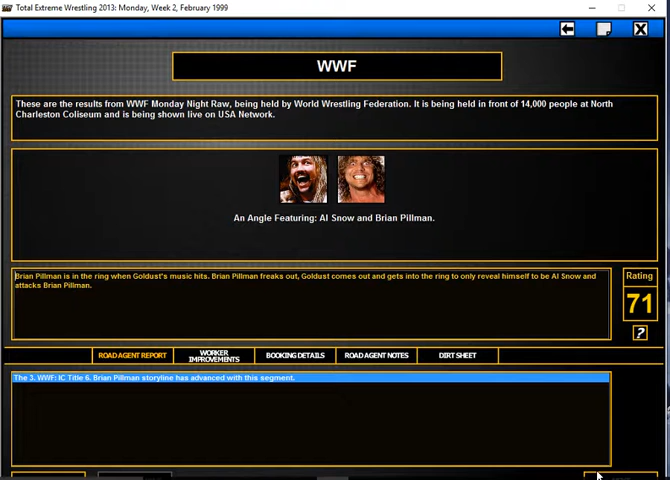 Total Extreme Wrestling 2013: Monday, Week 2, February 1999
WWF
These are the results from WWF Monday Night Raw, being held by World Wrestling Federation. It is being held in front of 14,000 people at North
Charleston Coliseum and is being shown live on USA Network.
An Angle Featuring: Al Snow and Brian Pillman.
Brian Pillman is in the ring when Goldust's music hits. Brian Pillman freaks out, Goldust comes out and gets into the ring to only reveal himself to be Al Snow and
attacks Brian Pillman.
Rating
71
?
ROAD AGENT REPORT
WORKER
IMPROVEMENTS
BOOKING DETAILS
ROAD AGENT NOTES
DIRT SHEET
The 3. WWF: IC Title 6. Brian Pillman storyline has advanced with this segment.